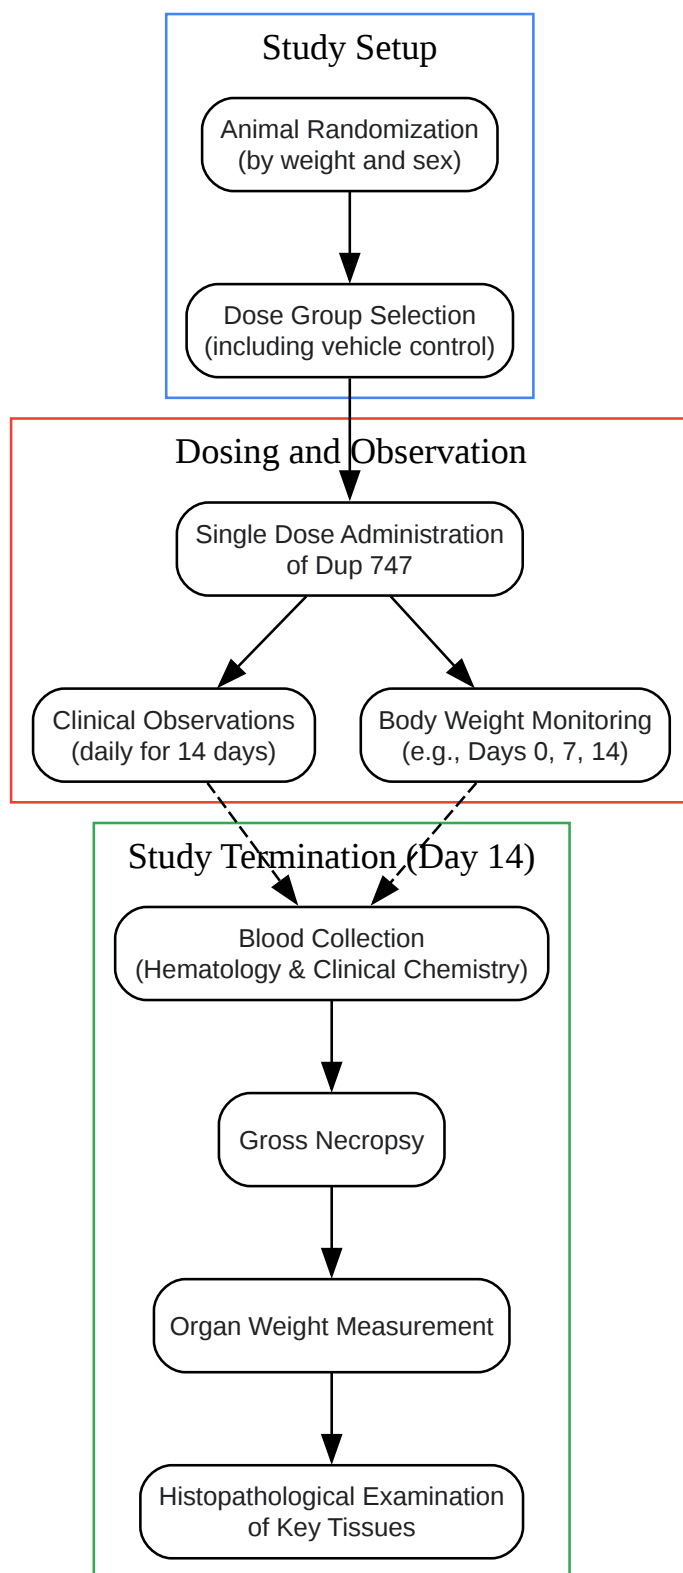 Study Setup
Animal Randomization
(by weight and sex)
Dose Group Selection
(including vehicle control)
Dosing and Observation
Single Dose Administration
of Dup 747
Clinical Observations
(daily for 14 days)
Body Weight Monitoring
(e.g., Days 0, 7, 14)
Study Termination (Day 14)
Blood Collection
(Hematology & Clinical Chemistry)
Gross Necropsy
Organ Weight Measurement
Histopathological Examination
of Key Tissues